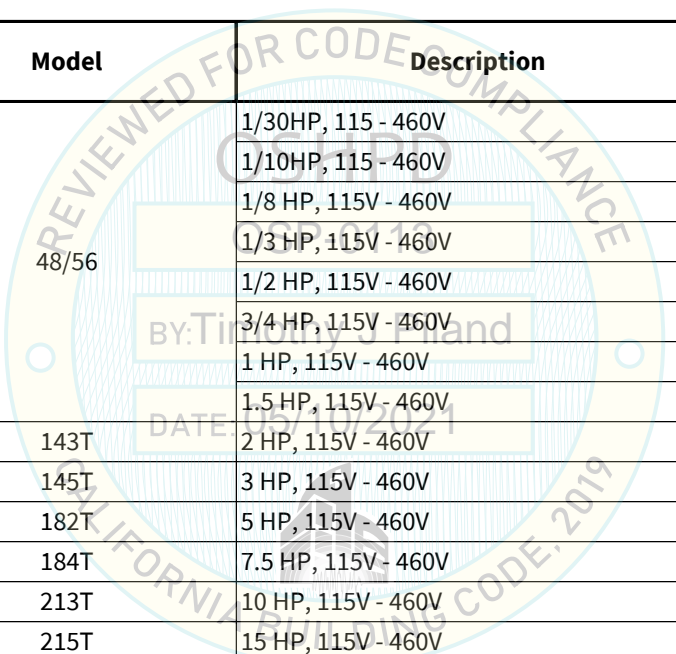 Model Description
1/30HP, 115 - 460V
1/10HP, 115 - 460V
1/8 HP, 115V - 460V
1/3 HP, 115V - 460V
48/56
1/2 HP, 115V - 460V
3/4 HP, 115V - 460V
1 HP, 115V - 460V
1.5 HP, 115V - 460V
143T 2 HP, 115V - 460V
145T 3 HP, 115V - 460V
182T 5 HP, 115V - 460V
184T 7.5 HP, 115V - 460V
213T 10 HP, 115V - 460V
215T 15 HP, 115V - 460V
REVIEWED FOR CODE COMPLIANCE
OSHPD
OSP-0113
BY: Timothy J Piland
DATE: 05/10/2021
CALIFORNIA BUILDING CODE, 2019